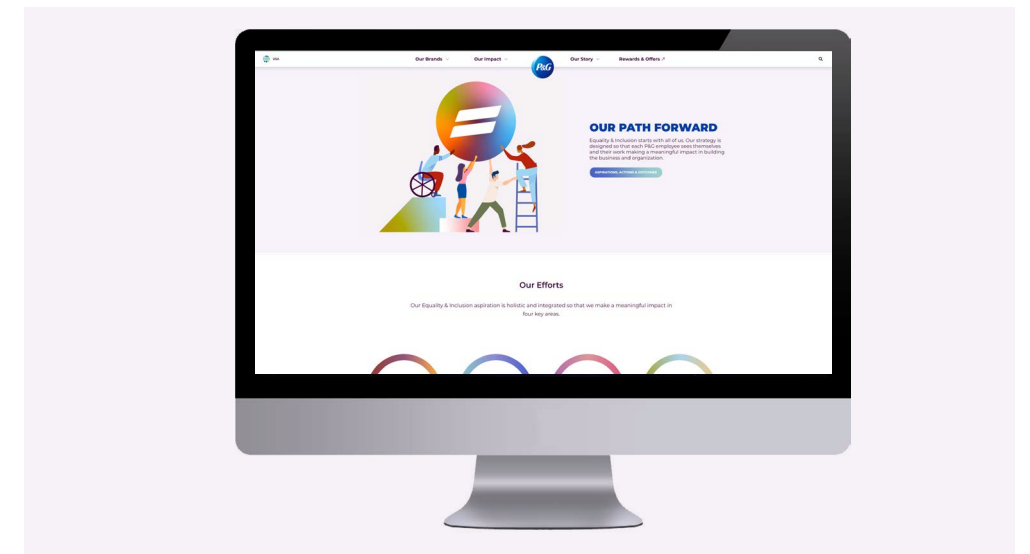 USA
Our Brands
Our Impact
P&G
Our Story
Rewards & Offers
OUR PATH FORWARD
Equality & Inclusion starts with all of us. Our strategy is
designed so that each P&G employee sees themselves
and their work making a meaningful impact in building
the business and organization.
ASPIRATIONS, ACTIONS & OUTCOMES
Our Efforts
Our Equality & Inclusion aspiration is holistic and integrated so that we make a meaningful impact in
four key areas.